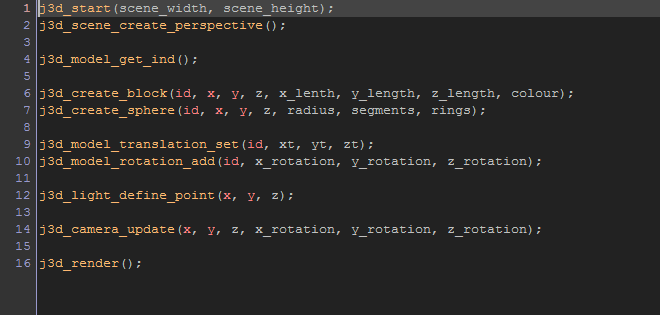 1 j3d_start(scene_width, scene_height);
2 j3d_scene_create_perspective();
3
4 j3d_model_get_ind();
5
6 j3d_create_block(id, x, y, z, x_lenth, y_length, z_length, colour);
7 j3d_create_sphere(id, x, y, z, radius, segments, rings);
8
9 j3d_model_translation_set(id, xt, yt, zt);
10 j3d_model_rotation_add(id, x_rotation, y_rotation, z_rotation);
11
12 j3d_light_define_point(x, y, z);
13
14 j3d_camera_update(x, y, z, x_rotation, y_rotation, z_rotation);
15
16 j3d_render();